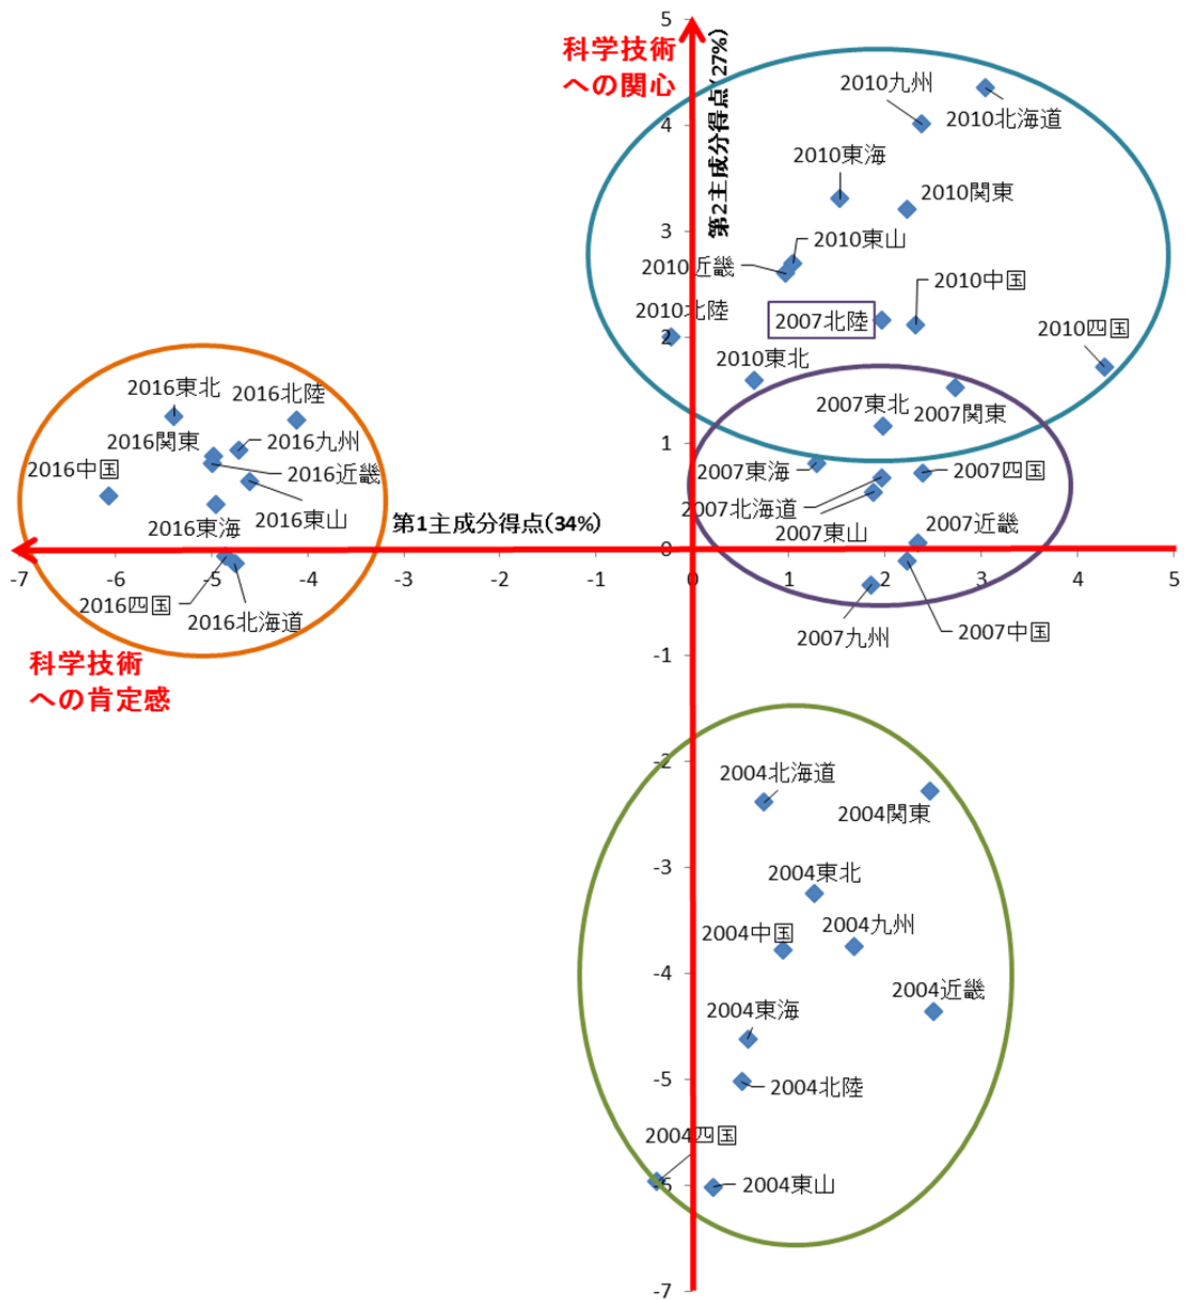 5
科学技術
への関心
第2主成分得点(27%)
2010九州
2010北海道
4
2010東海
2010関東
3
2010東山
2010近畿
2010中国
2010北陸
2007北陸
2010四国
2
2010東北
2016東北
2016北陸
2007東北
2007関東
2016関東
2016九州
1
2016中国
2016近畿
2007東海
2007四国
2007北海道
2016東海
2016東山
第1主成分得点(34%)
2007東山
2007近畿
0
-7
-6
-5
-4
-3
-2
-1
0
1
2
3
4
5
2016四国
2016北海道
2007九州
2007中国
科学技術
への肯定感
-1
-2
2004北海道
2004関東
-3
2004東北
2004中国
2004九州
-4
2004近畿
2004東海
-5
2004北陸
2004四国
-6
2004東山
-7